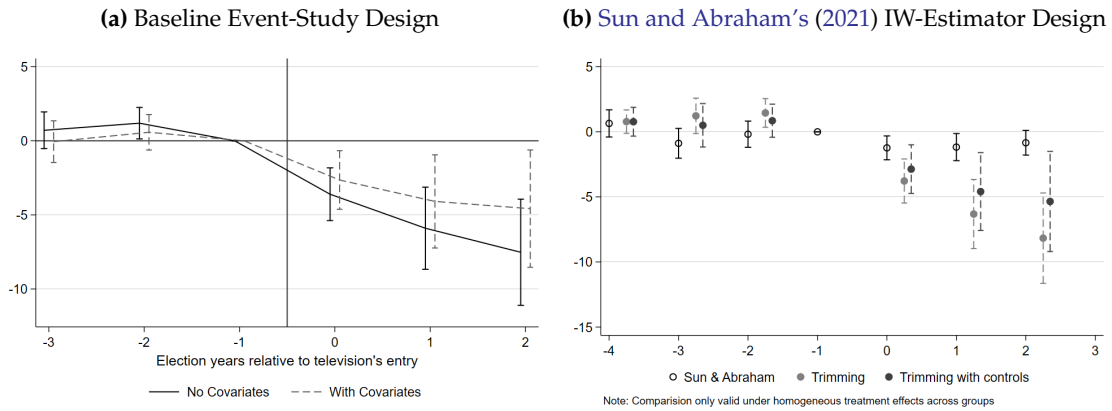 (a) Baseline Event-Study Design
5
0
-5
-10
-3
-2
-1
0
1
2
Election years relative to television's entry
No Covariates
With Covariates
(b) Sun and Abraham's (2021) IW-Estimator Design
5
0
-5
-10
-15
-4
-3
-2
-1
0
1
2
3
Sun & Abraham
Trimming
Trimming with controls
Note: Comparision only valid under homogeneous treatment effects across groups